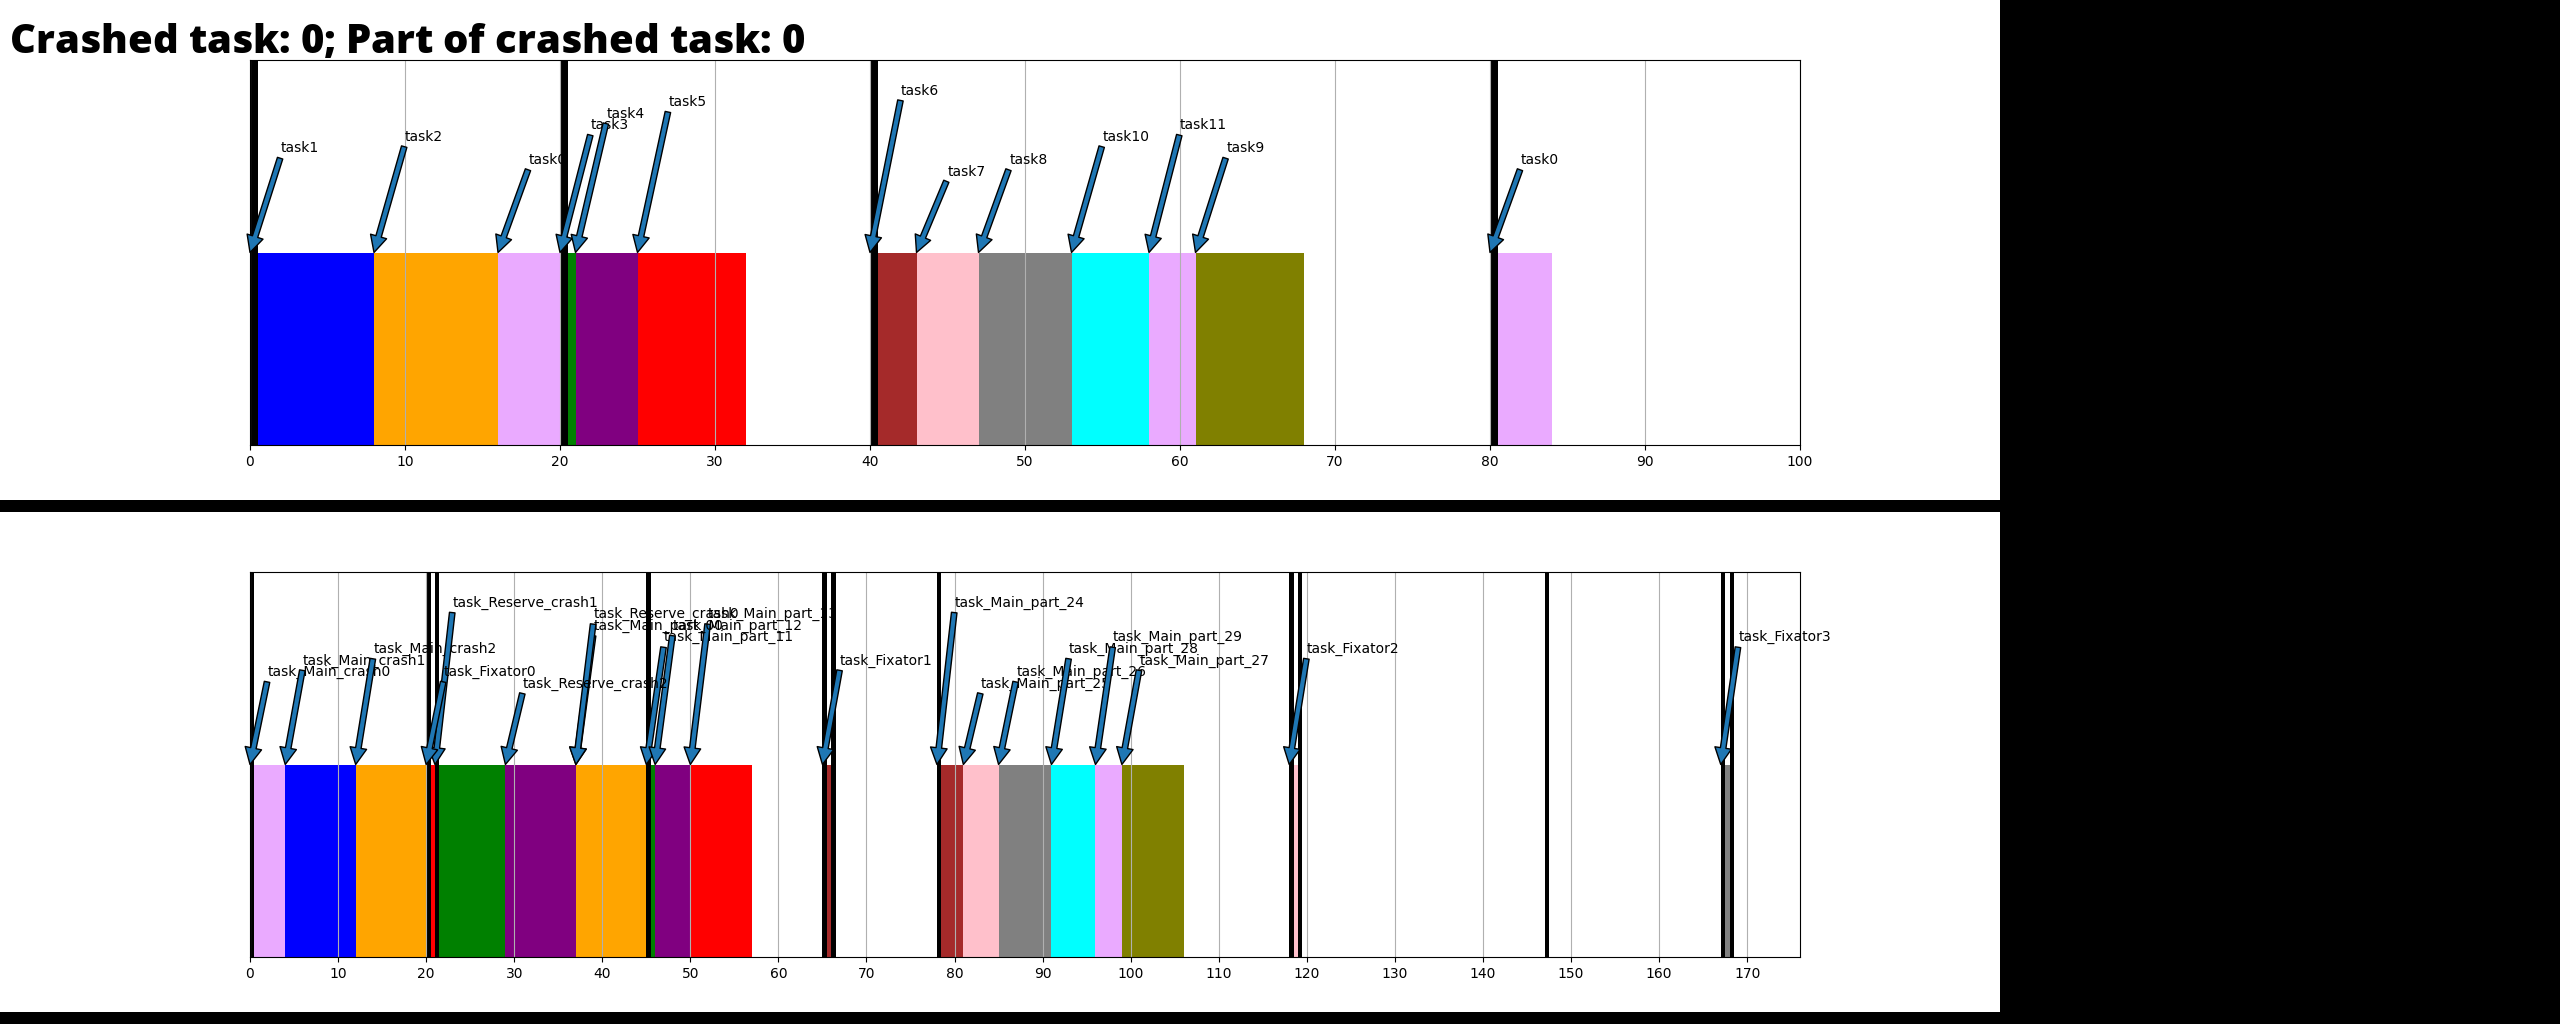 Crashed task: 0; Part of crashed task: 0
task6
task5
task4
task3
task11
task2
task10
task1
task9
task0
task8
task0
task7
0 10 20 30 40 50 60 70 80 90 100
task_Reserve_crash1
task_Main_part_24
task_Reserve_crash0
task_Main_part_12
task_Main_part_11
task_Main_part_29
task_Fixator3
task_Main_crash2
task_Main_part_28
task_Fixator2
task_Main_crash1
task_Fixator1
task_Main_part_27
task_Main_crash0
task_Fixator0
task_Main_part_26
task_Reserve_crash2
task_Main_part_25
0 10 20 30 40 50 60 70 80 90 100 110 120 130 140 150 160 170